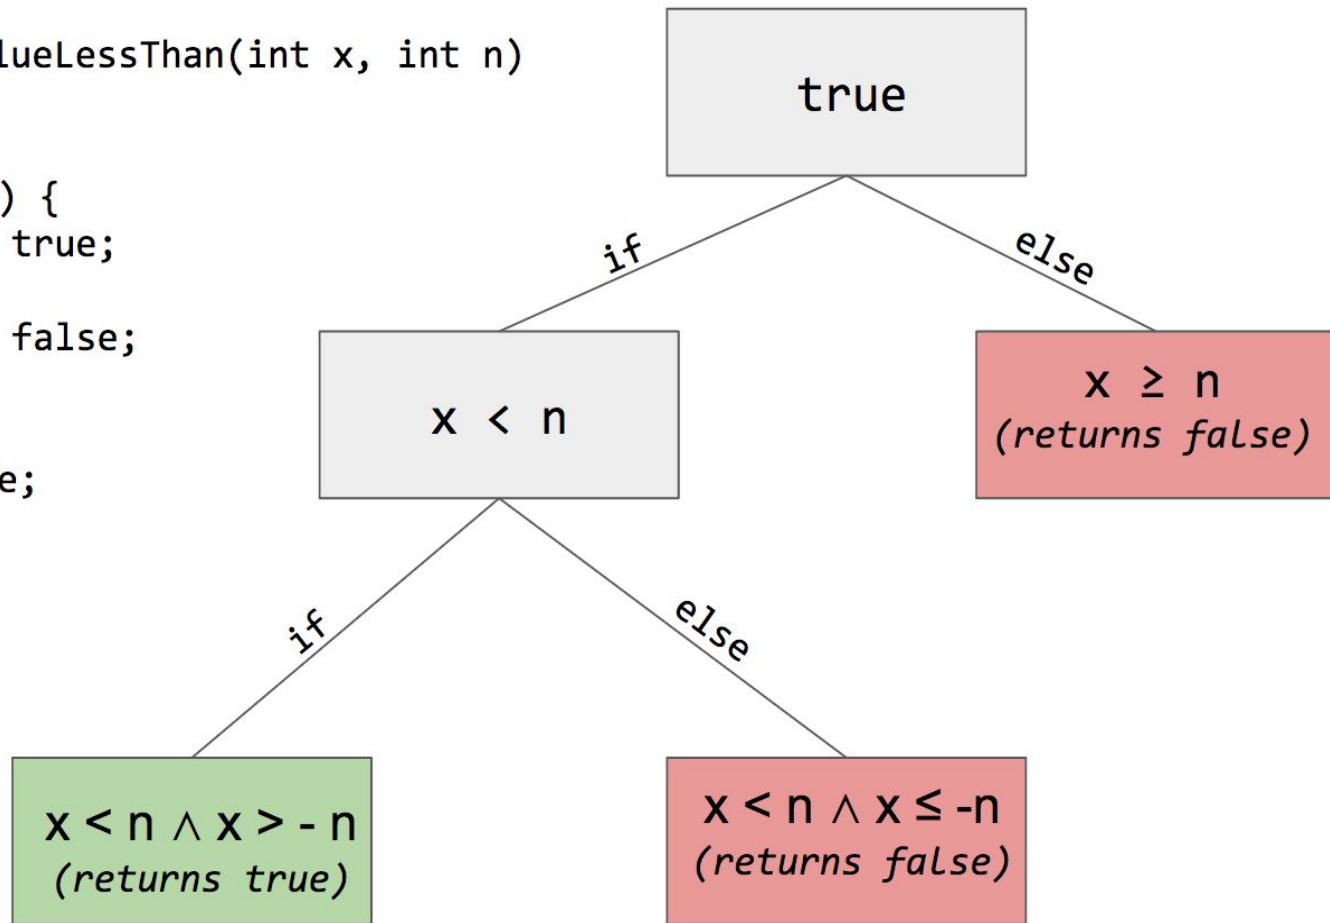 lueLessThan(int x, int n)
) {
true;
false;
e;
true
if
else
x < n
x ≥ n
(returns false)
if
else
x < n ∧ x > - n
(returns true)
x < n ∧ x ≤ -n
(returns false)